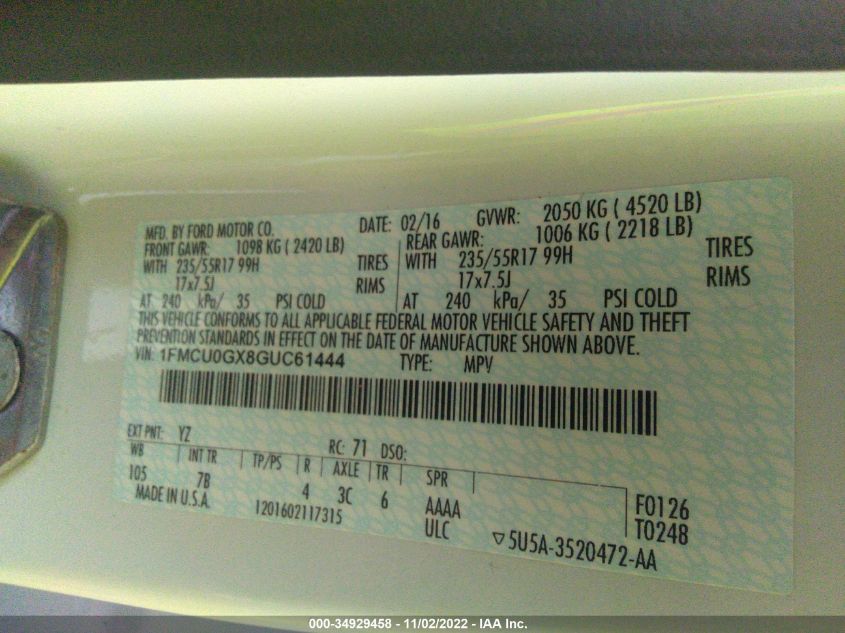 MFD. BY FORD MOTOR CO. DATE: 02/16 GVWR: 2050 KG ( 4520 LB)
FRONT GAWR: 1098 KG ( 2420 LB) REAR GAWR: 1006 KG ( 2218 LB)
WITH 235/55R17 99H TIRES WITH 235/55R17 99H TIRES
17x7.5J RIMS 17x7.5J RIMS
AT 240 kPa/ 35 PSI COLD AT 240 kPa/ 35 PSI COLD
THIS VEHICLE CONFORMS TO ALL APPLICABLE FEDERAL MOTOR VEHICLE SAFETY AND THEFT
PREVENTION STANDARDS IN EFFECT ON THE DATE OF MANUFACTURE SHOWN ABOVE.
VIN: 1FMCU0GX8GUC61444 TYPE: MPV
EXT PNT: YZ RC: 71 DSO:
WB INT TR TP/PS R AXLE TR SPR
105 7B 4 3C 6 AAAA F0126
MADE IN U.S.A. 1201602117315 ULC T0248
▽5U5A-3520472-AA
000-34929458 - 11/02/2022 - IAA Inc.